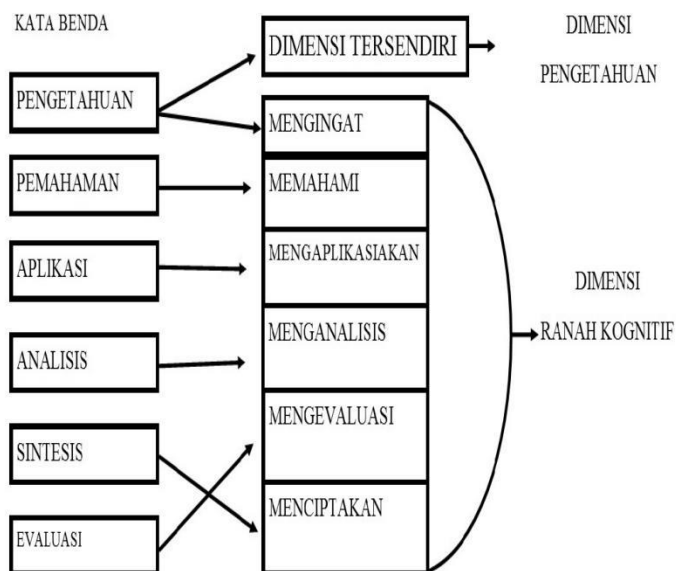 KATA BENDA
PENGETAHUAN
PEMAHAMAN
APLIKASI
ANALISIS
SINTESIS
EVALUASI
DIMENSI TERSENDIRI
MENGINGAT
MEMAHAMI
MENGAPLIKASIAKAN
MENGANALISIS
MENGEVALUASI
MENCIPTAKAN
DIMENSI
PENGETAHUAN
DIMENSI
RANAH KOGNITIF